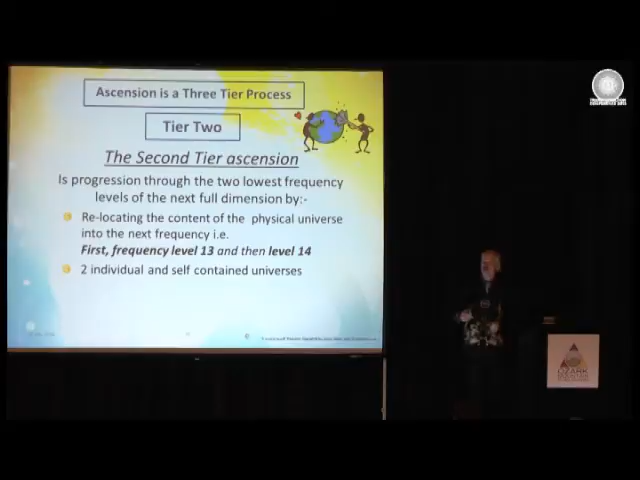 Ascension is a Three Tier Process
Tier Two
The Second Tier ascension
Is progression through the two lowest frequency
levels of the next full dimension by:-
Re-locating the content of the physical universe
into the next frequency i.e.
First, frequency level 13 and then level 14
2 individual and self contained universes
OZARK